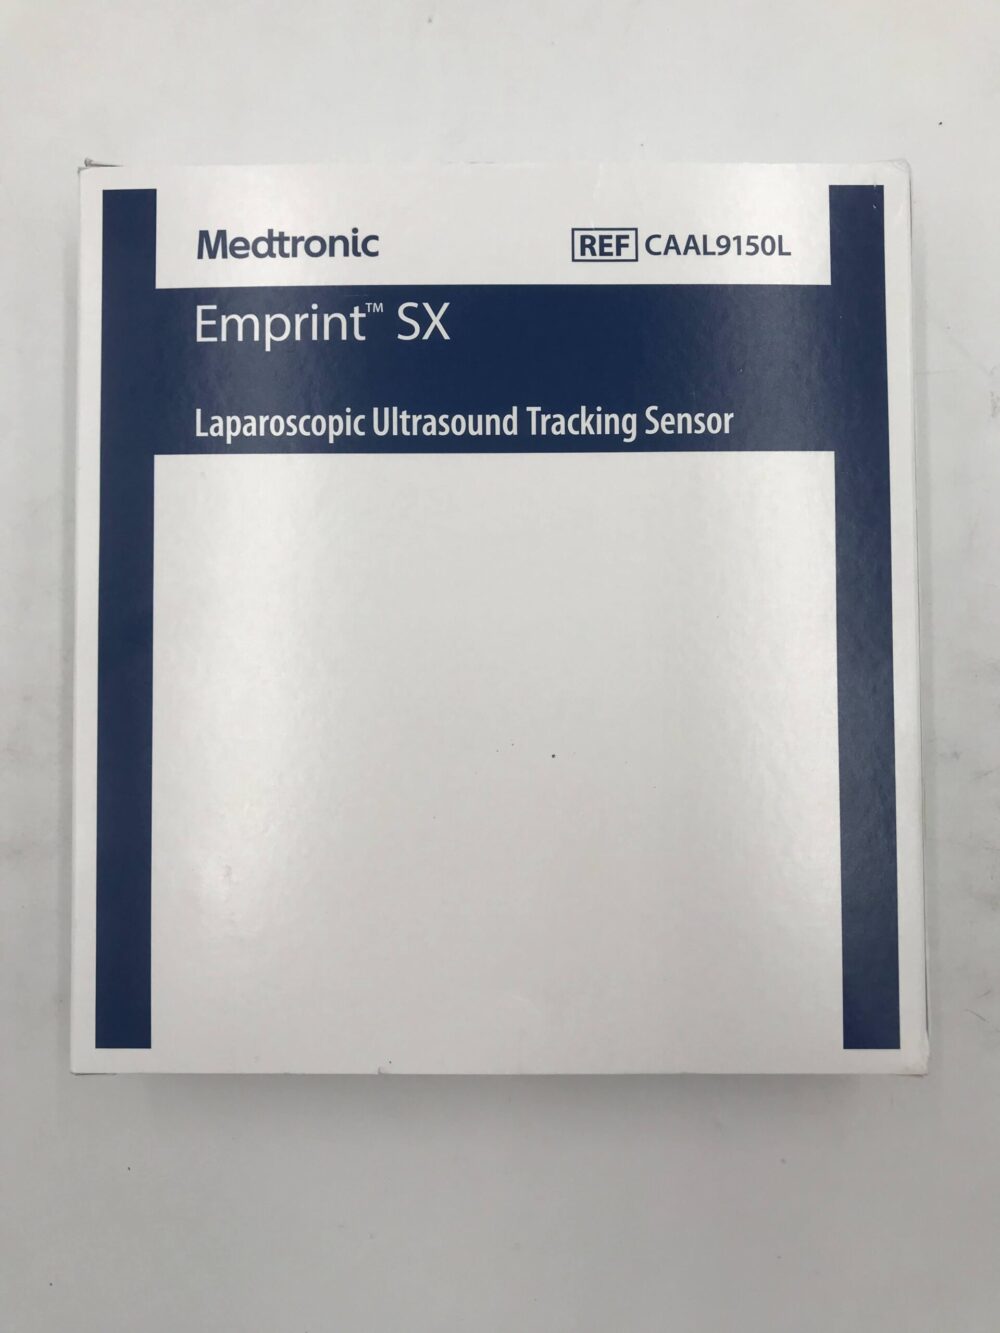 Medtronic
REF CAAL9150L
Emprint™ SX
Laparoscopic Ultrasound Tracking Sensor